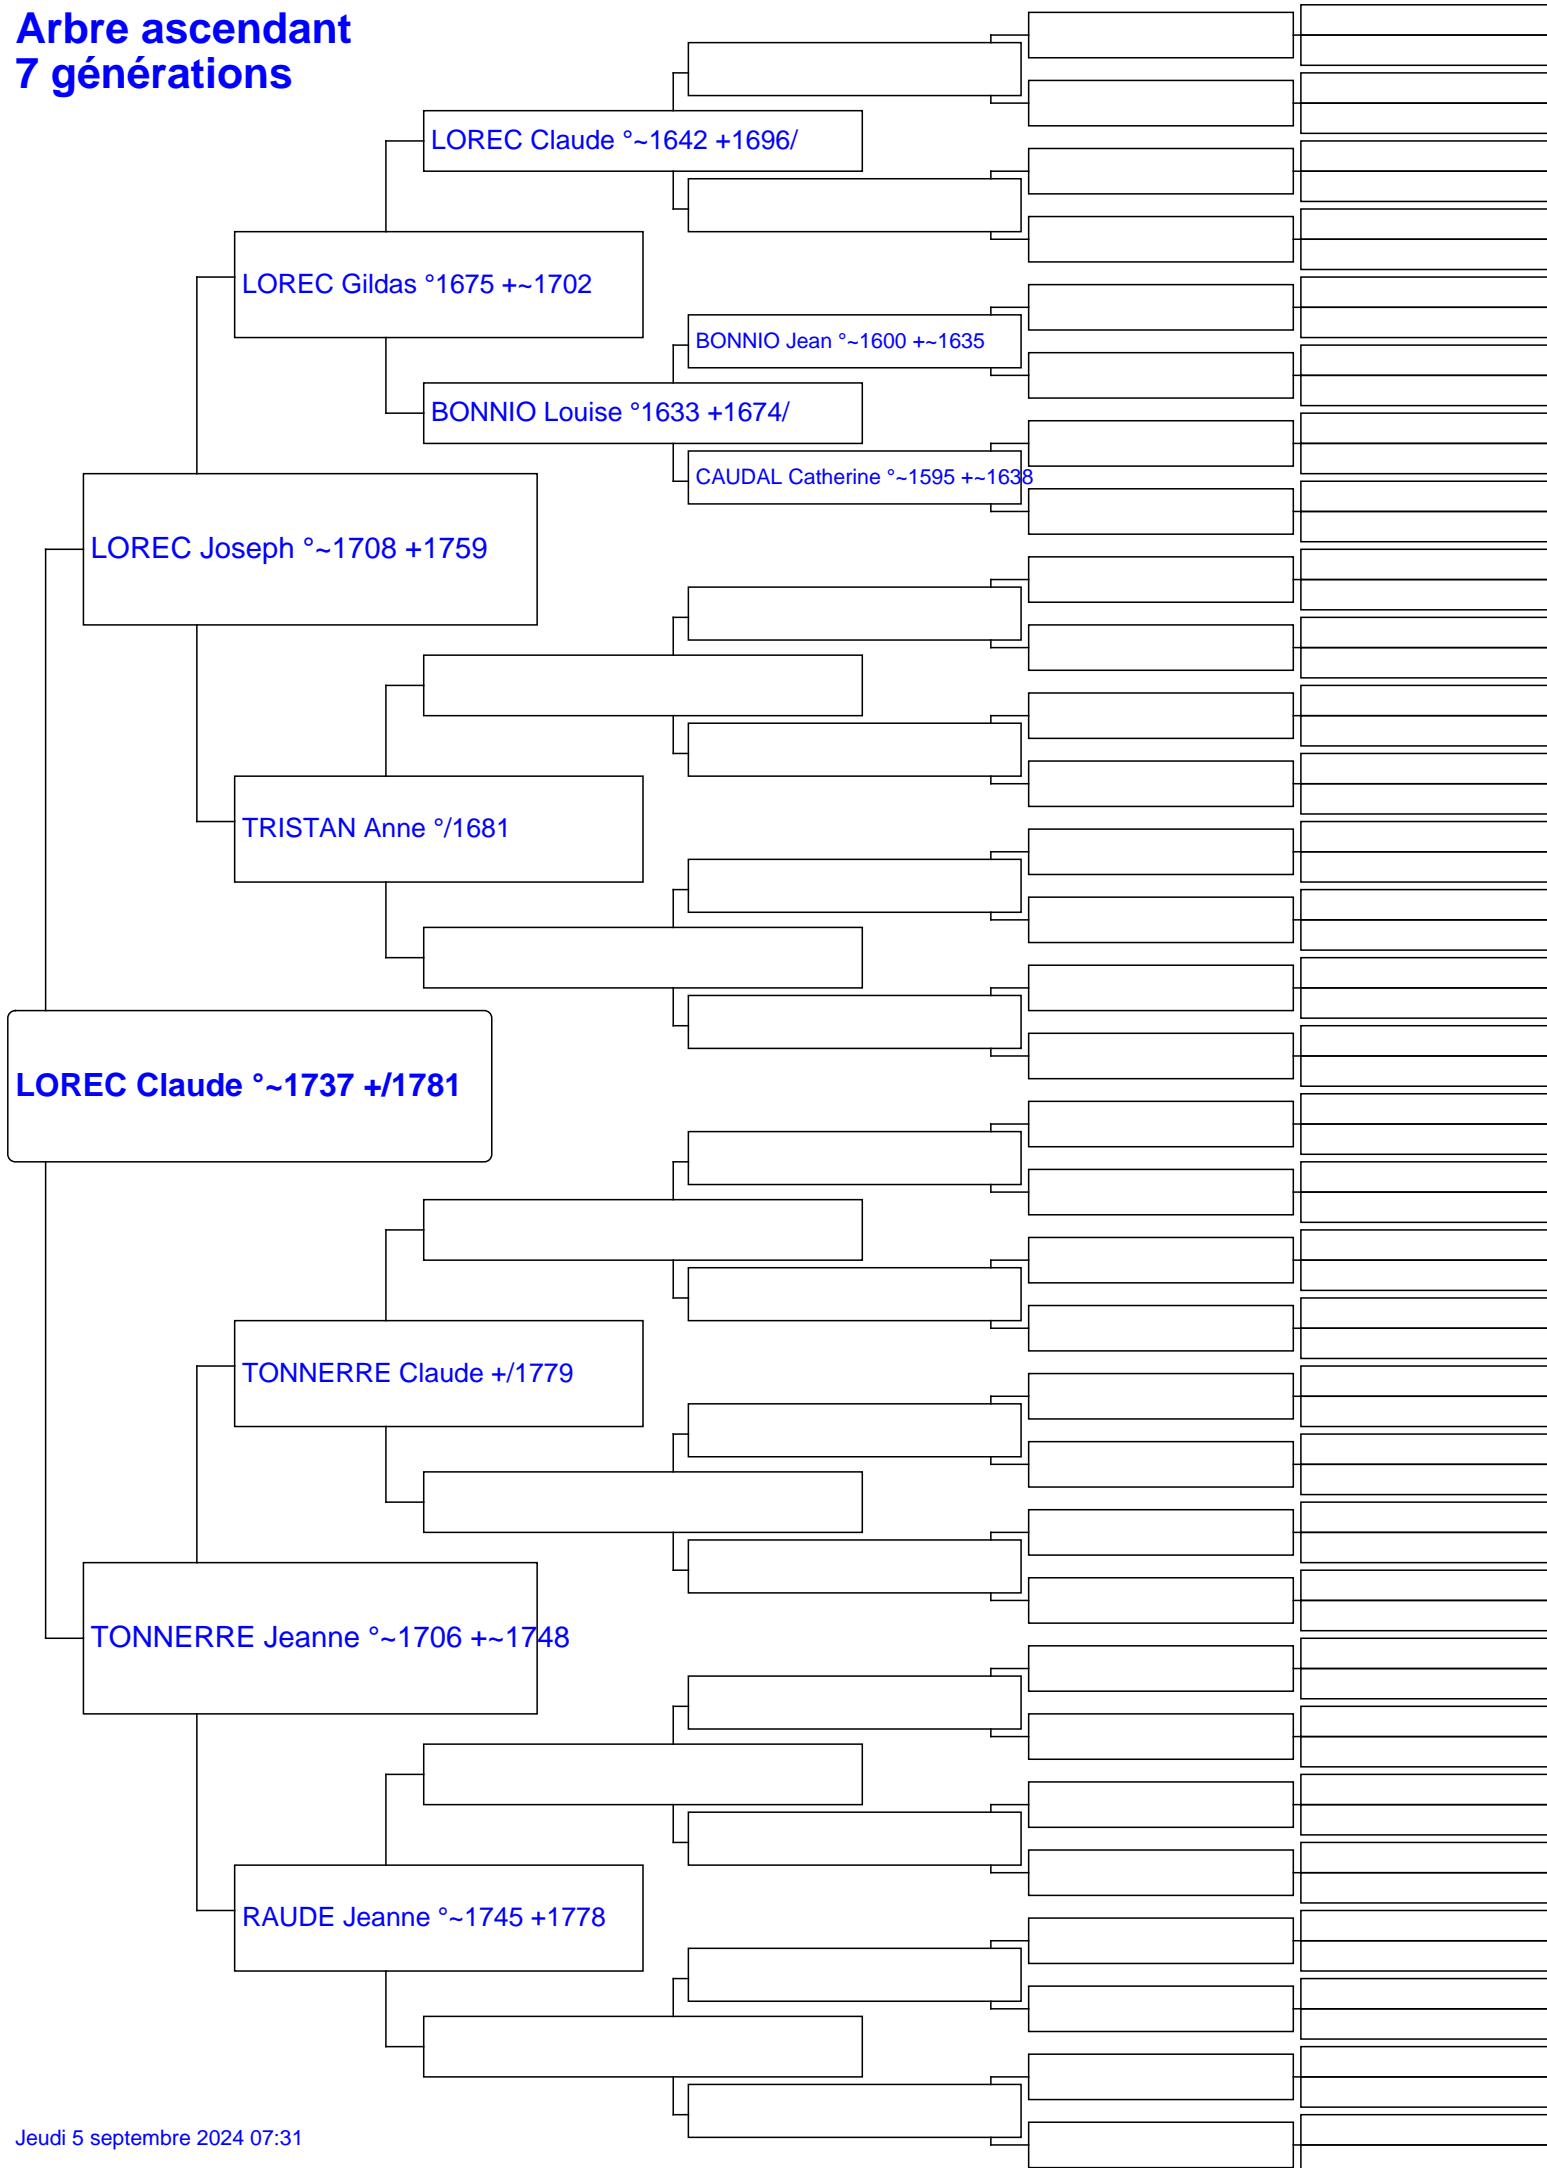 Arbre ascendant
7 générations
LOREC Claude °~1642 +1696/
LOREC Gildas °1675 +~1702
BONNIO Jean °~1600 +~1635
BONNIO Louise °1633 +1674/
CAUDAL Catherine °~1595 +~1638
LOREC Joseph °~1708 +1759
TRISTAN Anne °/1681
LOREC Claude °~1737 +/1781
TONNERRE Claude +/1779
TONNERRE Jeanne °~1706 +~1748
RAUDE Jeanne °~1745 +1778
Jeudi 5 septembre 2024 07:31